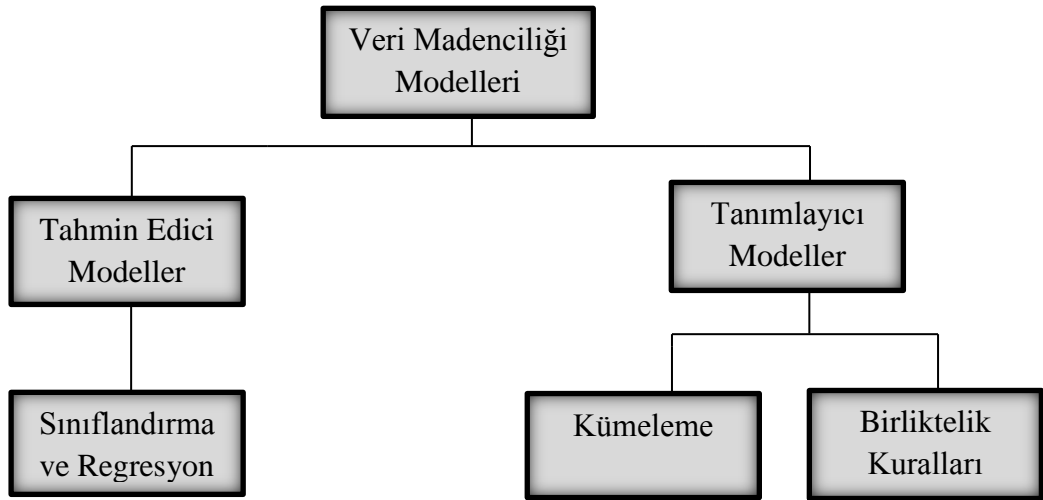 Veri Madenciliği
Modelleri
Tahmin Edici
Modeller
Tanımlayıcı
Modeller
Sınıflandırma
ve Regresyon
Kümeleme
Birliktelik
Kuralları